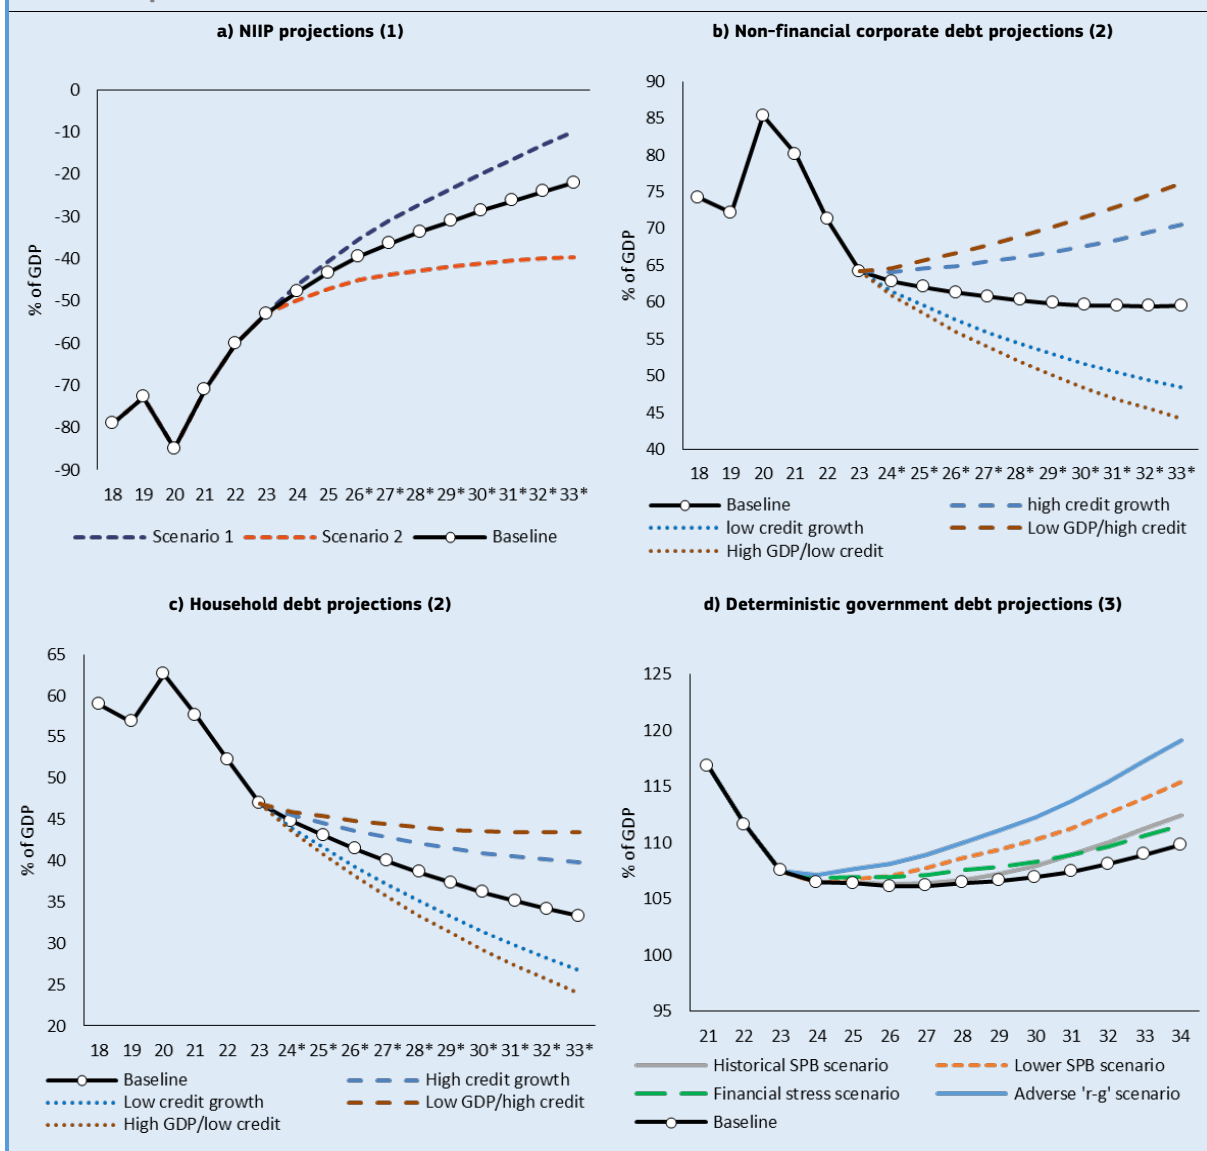 a) NIIP projections (1)
0
-10
-20
-30
-40
-50
-60
-70
-80
-90
% of GDP
18 19 20 21 22 23 24 25 26* 27* 28* 29* 30* 31* 32* 33*
Scenario 1 Scenario 2 Baseline
b) Non-financial corporate debt projections (2)
90
85
80
75
70
65
60
55
50
45
40
% of GDP
18 19 20 21 22 23 24* 25* 26* 27* 28* 29* 30* 31* 32* 33*
Baseline high credit growth
low credit growth Low GDP/high credit
High GDP/low credit
c) Household debt projections (2)
65
60
55
50
45
40
35
30
25
20
% of GDP
18 19 20 21 22 23 24* 25* 26* 27* 28* 29* 30* 31* 32* 33*
Baseline High credit growth
Low credit growth Low GDP/high credit
High GDP/low credit
d) Deterministic government debt projections (3)
125
120
115
110
105
100
95
% of GDP
21 22 23 24 25 26 27 28 29 30 31 32 33 34
Historical SPB scenario Lower SPB scenario
Financial stress scenario Adverse 'r-g' scenario
Baseline